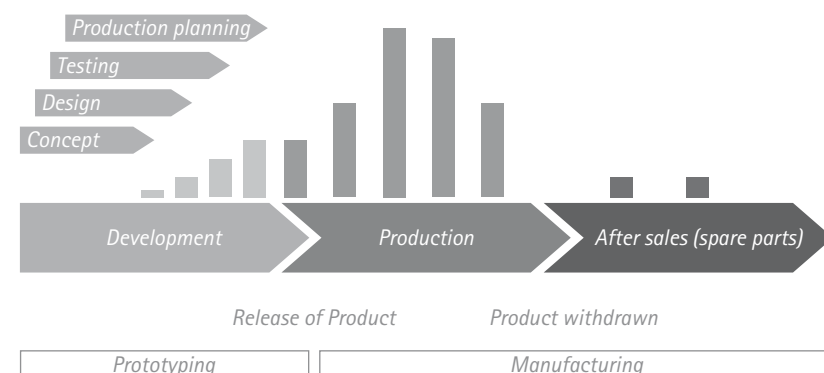 Production planning
Testing
Design
Concept
Development
Production
After sales (spare parts)
Release of Product
Product withdrawn
Prototyping
Manufacturing